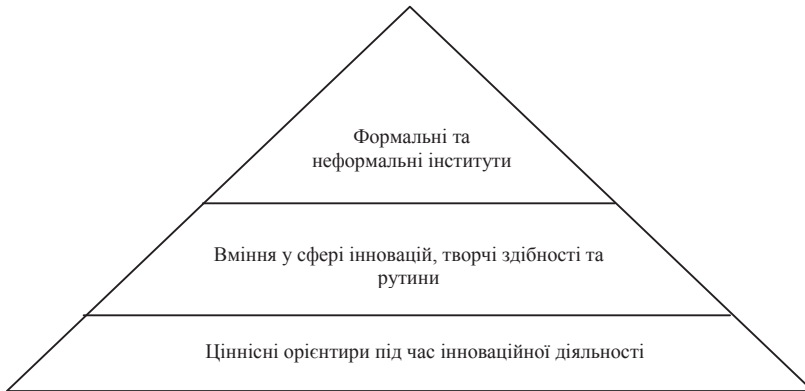 Формальні та
неформальні інститути
Вміння у сфері інновацій, творчі здібності та
рутини
Ціннісні орієнтири під час інноваційної діяльності